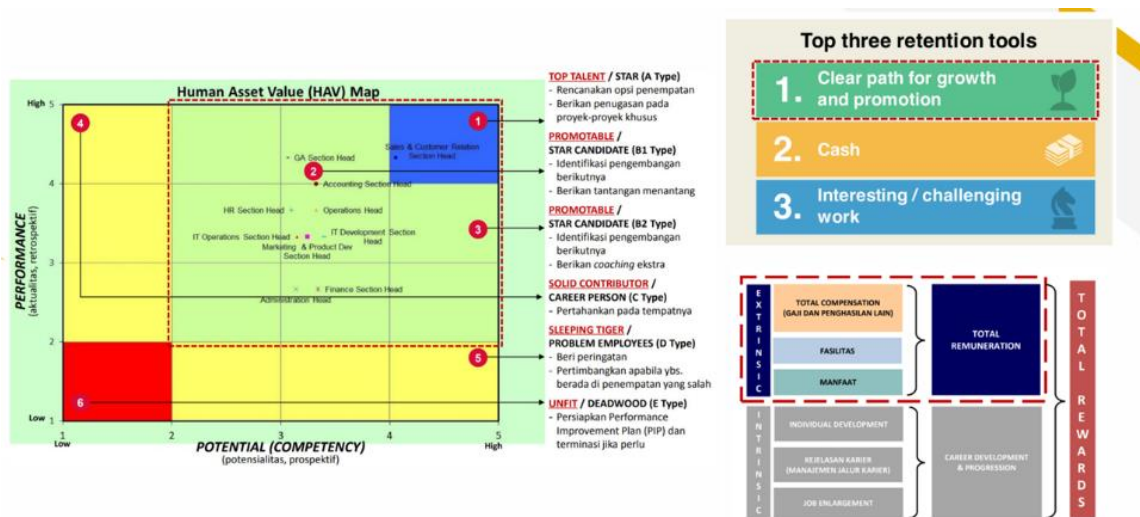 Human Asset Value (HAV) Map
High
5
4
3
2
1
Low
PERFORMANCE
(aktualitas, retrospektif)
4
1
Sales & Customer Relation
Section Head
GA Section Head
2
Accounting Section Head
HR Section Head
Operations Head
3
IT Operations Section Head
IT Development Section
Head
Marketing & Product Dev
Section Head
Administration Head
Finance Section Head
5
6
1
2
3
4
5
Low
High
POTENTIAL (COMPETENCY)
(potensialitas, prospektif)
TOP TALENT / STAR (A Type)
- Rencanakan opsi penempatan
- Berikan penugasan pada
proyek-proyek khusus
PROMOTABLE /
STAR CANDIDATE (B1 Type)
- Identifikasi pengembangan
berikutnya
- Berikan tantangan menantang
PROMOTABLE /
STAR CANDIDATE (B2 Type)
- Identifikasi pengembangan
berikutnya
- Berikan coaching ekstra
SOLID CONTRIBUTOR /
CAREER PERSON (C Type)
- Pertahankan pada tempatnya
SLEEPING TIGER /
PROBLEM EMPLOYEES (D Type)
- Beri peringatan
- Pertimbangkan apabila ybs.
berada di penempatan yang salah
UNFIT / DEADWOOD (E Type)
- Persiapkan Performance
Improvement Plan (PIP) dan
terminasi jika perlu
Top three retention tools
1. Clear path for growth
and promotion
2. Cash
3. Interesting / challenging
work
EXTRINSIC
TOTAL COMPENSATION
(GAJI DAN PENGHASILAN LAIN)
FASILITAS
MANFAAT
TOTAL
REMUNERATION
INTRINSIC
INDIVIDUAL DEVELOPMENT
KEJELASAN KARIER
(MANAJEMEN JALUR KARIER)
JOB ENLARGEMENT
CAREER DEVELOPMENT
& PROGRESSION
TOTAL REWARDS